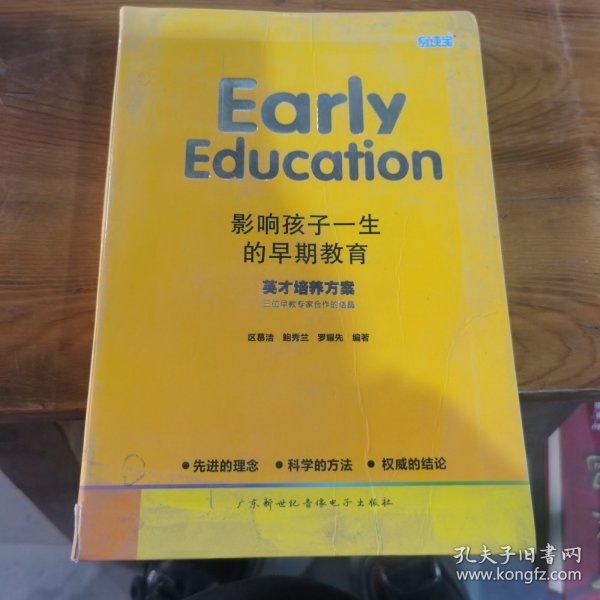 易读宝
Early
Education
影响孩子一生
的早期教育
英才培养方案
三位早教专家合作的结晶
区慕洁 鲍秀兰 罗耀先 编著
●先进的理念 ●科学的方法 ●权威的结论
广东新世纪音像电子出版社
孔夫子旧书网
www.kongfz.com